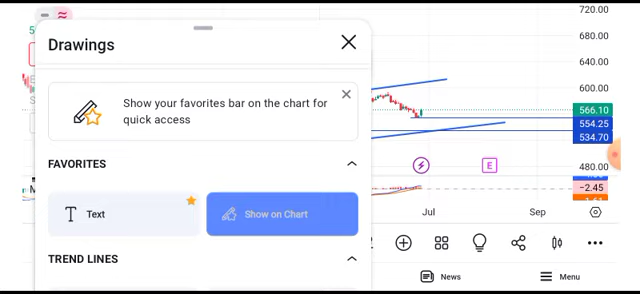 Drawings
Show your favorites bar on the chart for
quick access
FAVORITES
Text
Show on Chart
TREND LINES
720.00
680.00
640.00
600.00
566.10
554.25
534.70
480.00
E
−2.45
Jul
Sep
News
Menu